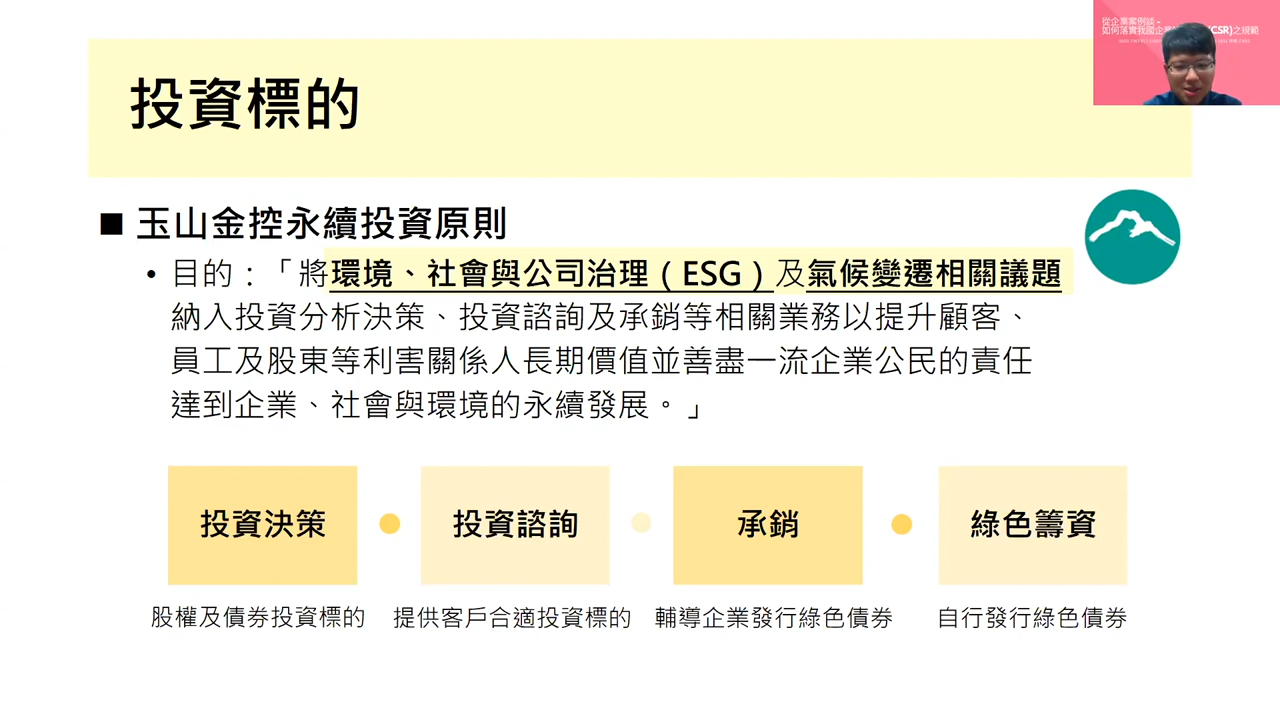 從企業案例談 -
如何落實我國企業(CSR)之規範
投資標的
■ 玉山金控永續投資原則
• 目的：「將環境、社會與公司治理（ESG）及氣候變遷相關議題
納入投資分析決策、投資諮詢及承銷等相關業務以提升顧客、
員工及股東等利害關係人長期價值並善盡一流企業公民的責任
達到企業、社會與環境的永續發展。」
投資決策
投資諮詢
承銷
綠色籌資
股權及債券投資標的
提供客戶合適投資標的
輔導企業發行綠色債券
自行發行綠色債券